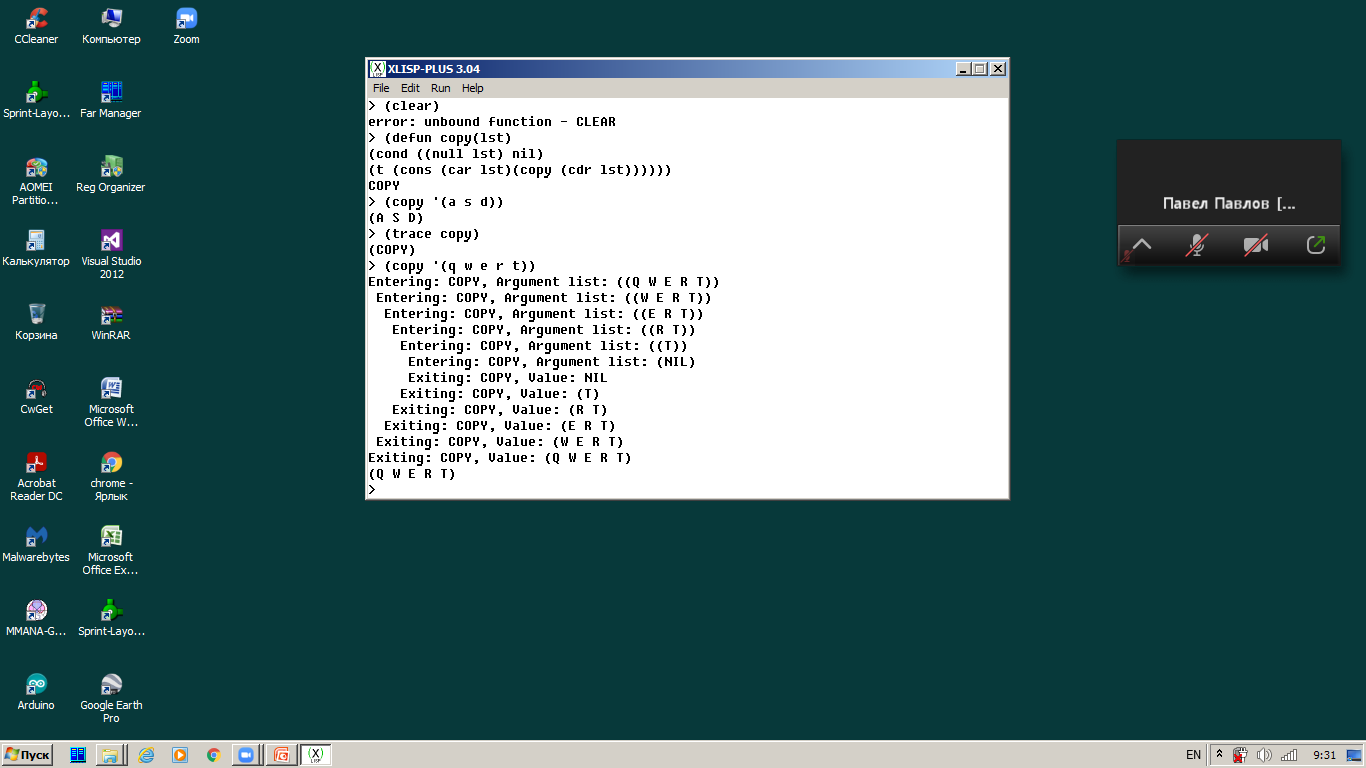 CCleaner
Компьютер
Zoom
Sprint-Layo...
Far Manager
AOMEI
Partitio...
Reg Organizer
Калькулятор
Visual Studio
2012
Корзина
WinRAR
CwGet
Microsoft
Office W...
Acrobat
Reader DC
chrome -
Ярлык
Malwarebytes
Microsoft
Office Ex...
MMANA-G...
Sprint-Layo...
Arduino
Google Earth
Pro
XLISP-PLUS 3.04
File Edit Run Help
> (clear)
error: unbound function - CLEAR
> (defun copy(lst)
(cond ((null lst) nil)
(t (cons (car lst)(copy (cdr lst))))))
COPY
> (copy '(a s d))
(A S D)
> (trace copy)
(COPY)
> (copy '(q w e r t))
Entering: COPY, Argument list: ((Q W E R T))
Entering: COPY, Argument list: ((W E R T))
Entering: COPY, Argument list: ((E R T))
Entering: COPY, Argument list: ((R T))
Entering: COPY, Argument list: ((T))
Entering: COPY, Argument list: (NIL)
Exiting: COPY, Value: NIL
Exiting: COPY, Value: (T)
Exiting: COPY, Value: (R T)
Exiting: COPY, Value: (E R T)
Exiting: COPY, Value: (W E R T)
Exiting: COPY, Value: (Q W E R T)
(Q W E R T)
>
Павел Павлов [...
Пуск
EN
9:31